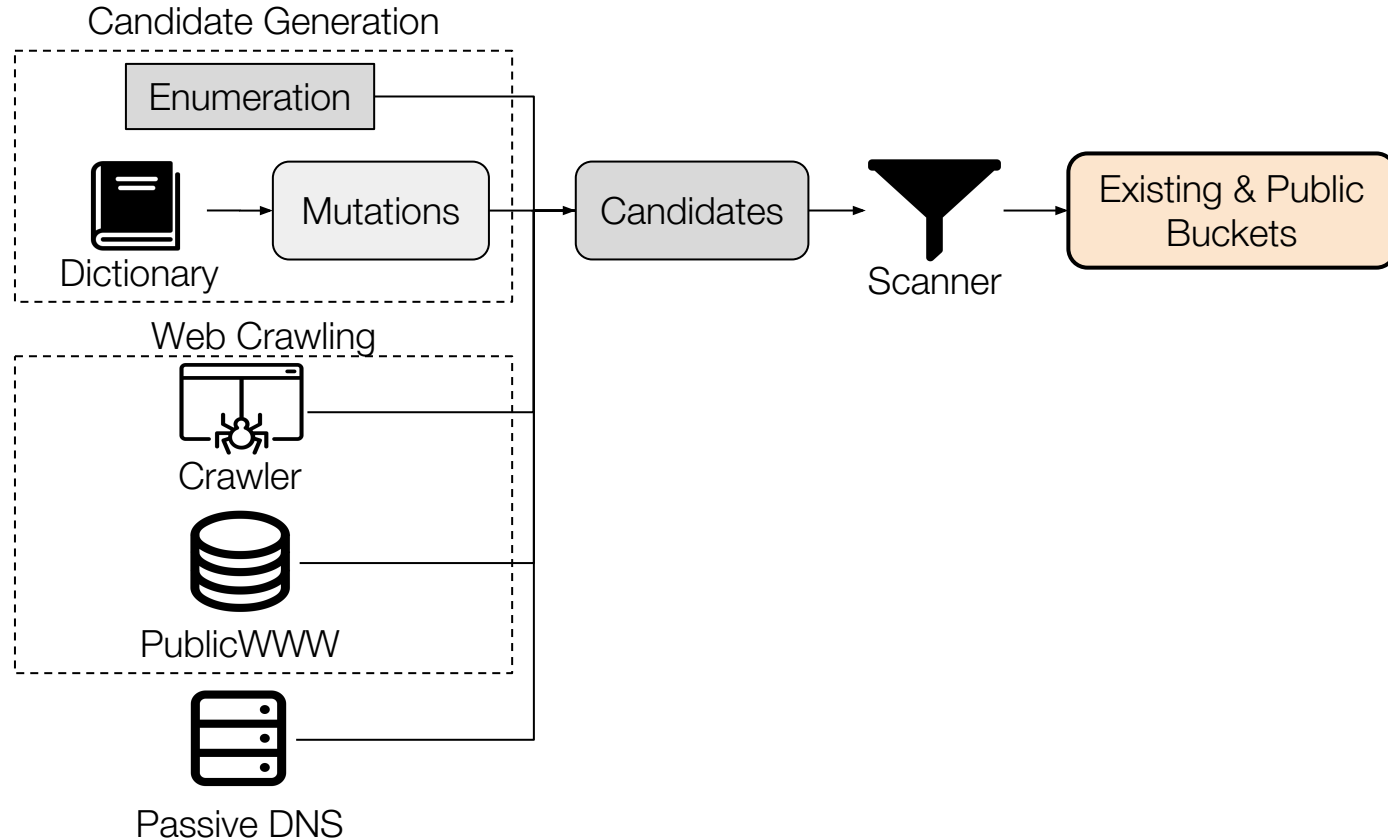 Candidate Generation
Enumeration
Dictionary
Mutations
Candidates
Scanner
Existing & Public
Buckets
Web Crawling
Crawler
PublicWWW
Passive DNS